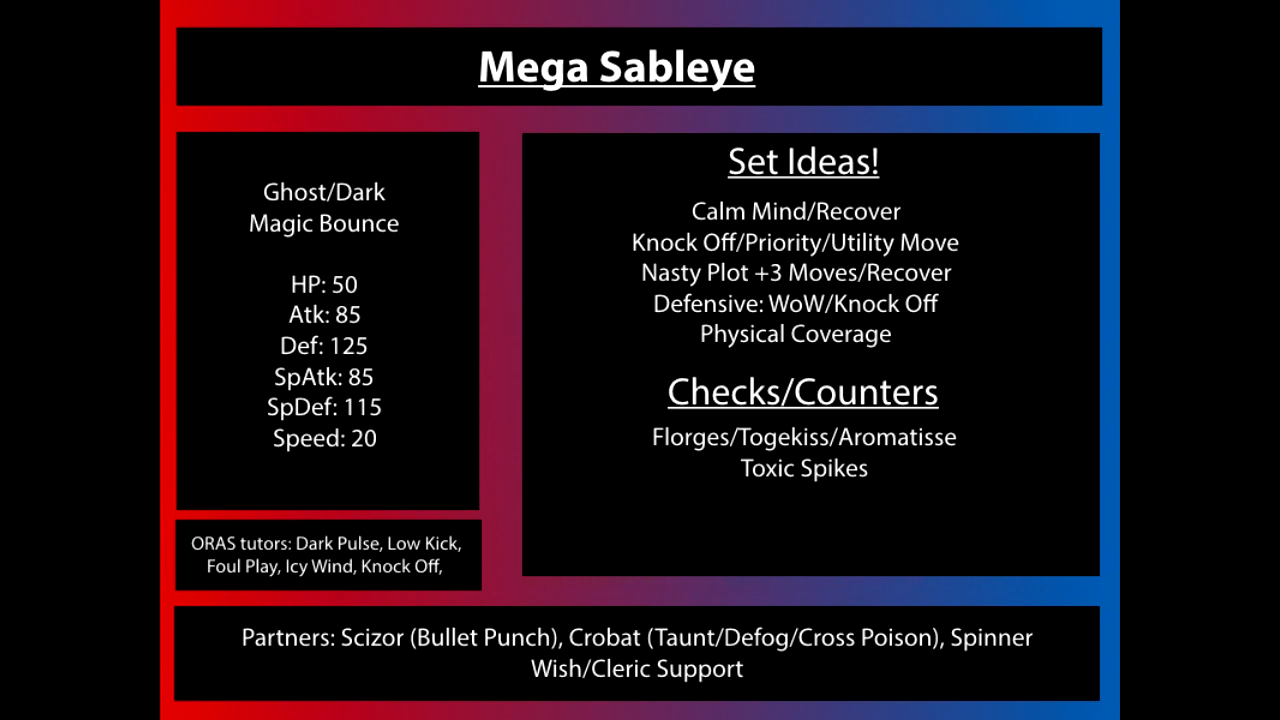 Mega Sableye
Ghost/Dark
Magic Bounce
HP: 50
Atk: 85
Def: 125
SpAtk: 85
SpDef: 115
Speed: 20
ORAS tutors: Dark Pulse, Low Kick,
Foul Play, Icy Wind, Knock Off,
Set Ideas!
Calm Mind/Recover
Knock Off/Priority/Utility Move
Nasty Plot +3 Moves/Recover
Defensive: WoW/Knock Off
Physical Coverage
Checks/Counters
Florges/Togekiss/Aromatisse
Toxic Spikes
Partners: Scizor (Bullet Punch), Crobat (Taunt/Defog/Cross Poison), Spinner
Wish/Cleric Support